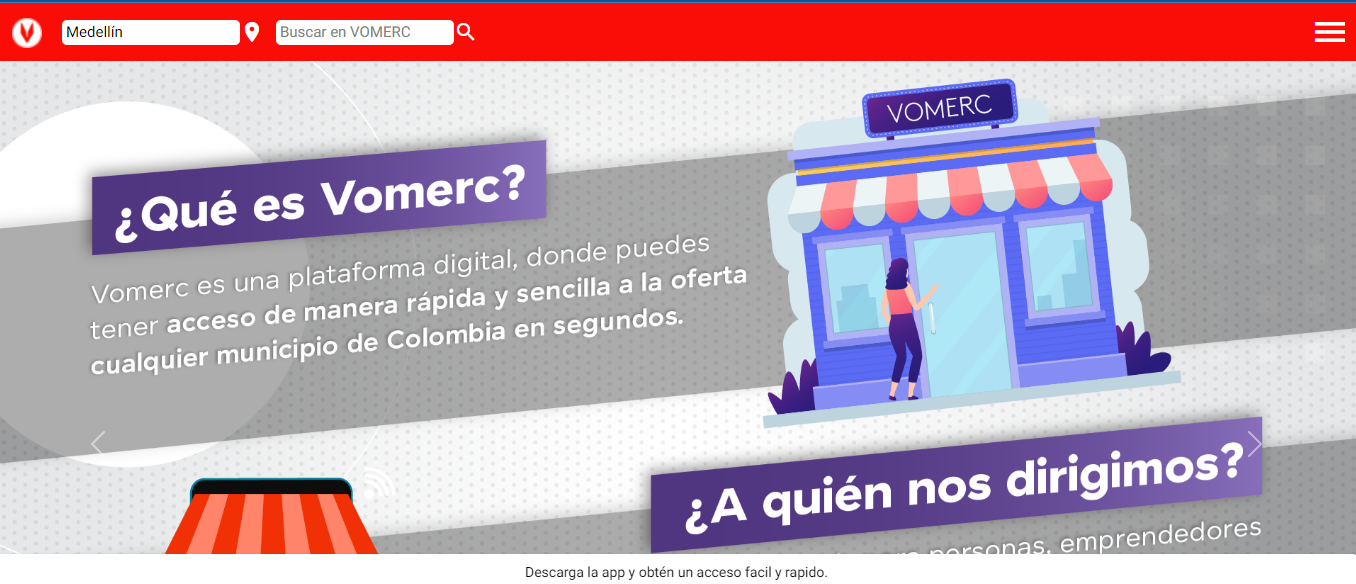 Medellín
Buscar en VOMERC
VOMERC
¿Qué es Vomerc?
Vomerc es una plataforma digital, donde puedes
tener acceso de manera rápida y sencilla a la oferta
cualquier municipio de Colombia en segundos.
¿A quién nos dirigimos?
personas, emprendedores
Descarga la app y obtén un acceso facil y rapido.